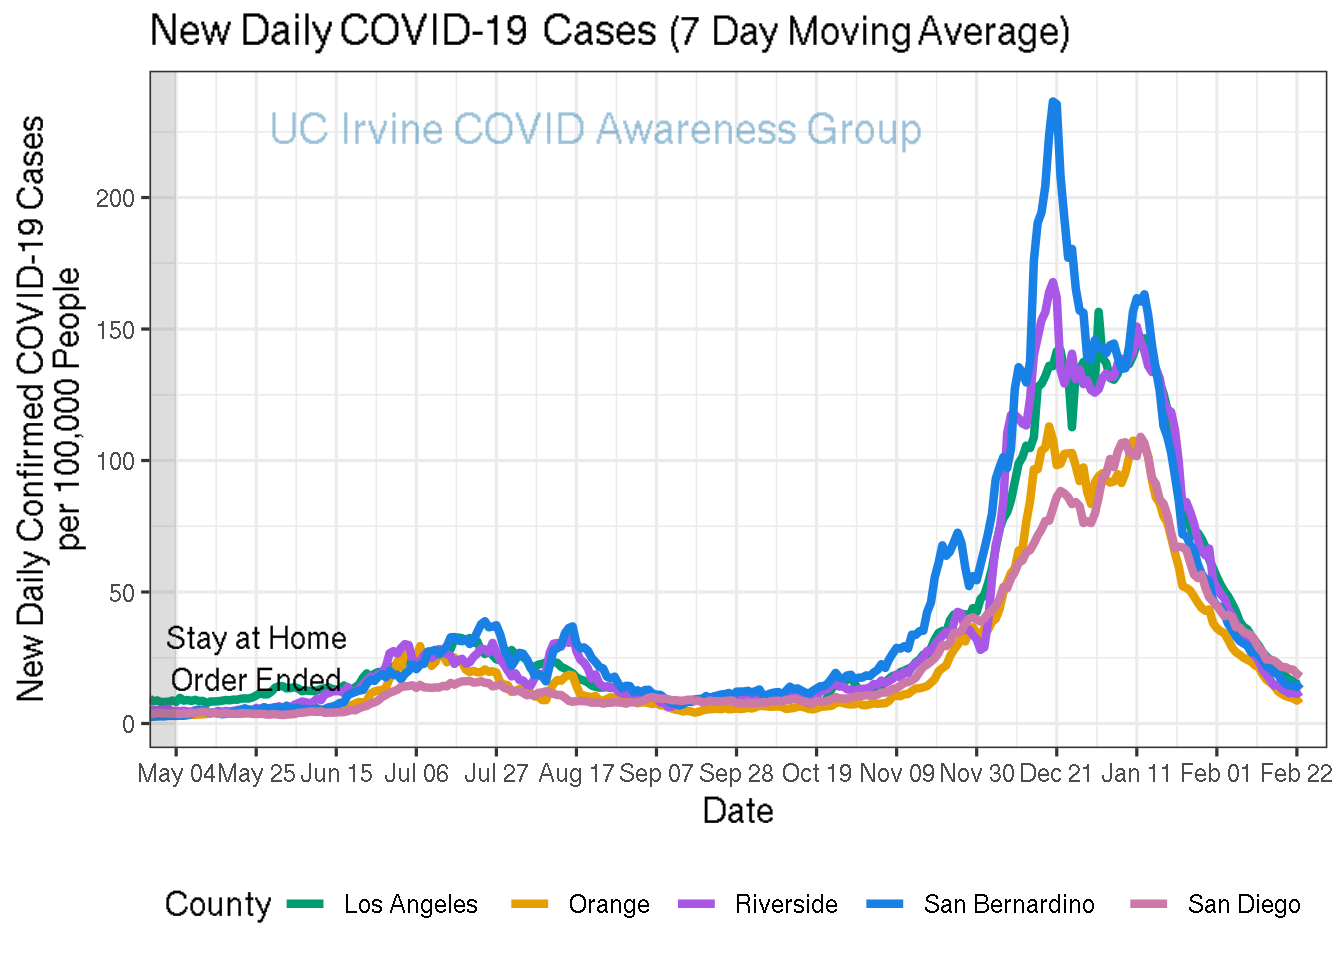 New Daily COVID-19 Cases (7 Day Moving Average)
UC Irvine COVID Awareness Group
New Daily Confirmed COVID-19 Cases
per 100,000 People
200
150
100
50
0
Stay at Home
Order Ended
May 04 May 25 Jun 15 Jul 06 Jul 27 Aug 17 Sep 07 Sep 28 Oct 19 Nov 09 Nov 30 Dec 21 Jan 11 Feb 01 Feb 22
Date
County Los Angeles Orange Riverside San Bernardino San Diego